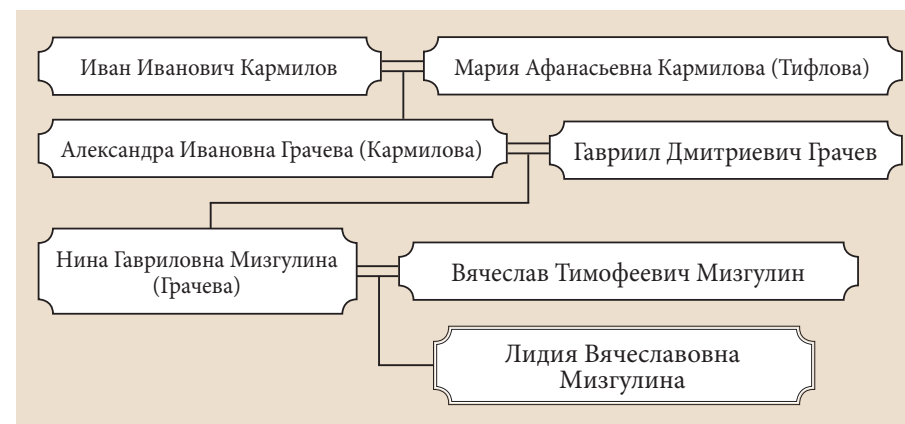 Иван Иванович Кармилов
Мария Афанасьевна Кармилова (Тифлова)
Александра Ивановна Грачева (Кармилова)
Гавриил Дмитриевич Грачев
Нина Гавриловна Мизгулина
(Грачева)
Вячеслав Тимофеевич Мизгулин
Лидия Вячеславовна
Мизгулина